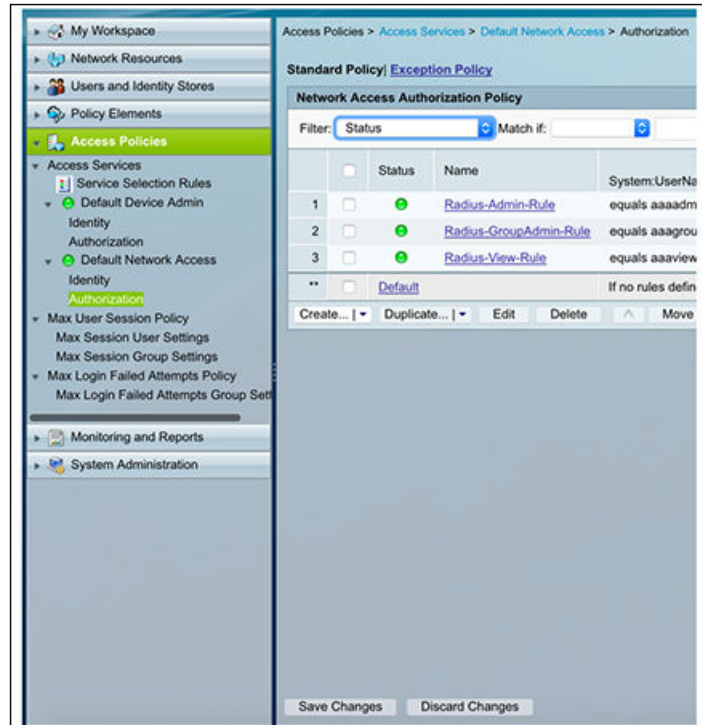 My Workspace
Network Resources
Users and Identity Stores
Policy Elements
Access Policies
Access Services
Service Selection Rules
Default Device Admin
Identity
Authorization
Default Network Access
Identity
Authorization
Max User Session Policy
Max Session User Settings
Max Session Group Settings
Max Login Failed Attempts Policy
Max Login Failed Attempts Group Sett
Monitoring and Reports
System Administration
Access Policies > Access Services > Default Network Access > Authorization
Standard Policy| Exception Policy
Network Access Authorization Policy
Filter: Status Match if:
Status Name System:UserNa
1 Radius-Admin-Rule equals aaaadm
2 Radius-GroupAdmin-Rule equals aaagrou
3 Radius-View-Rule equals aaaview
** Default If no rules defin
Create... | Duplicate... | Edit Delete ^ Move
Save Changes Discard Changes